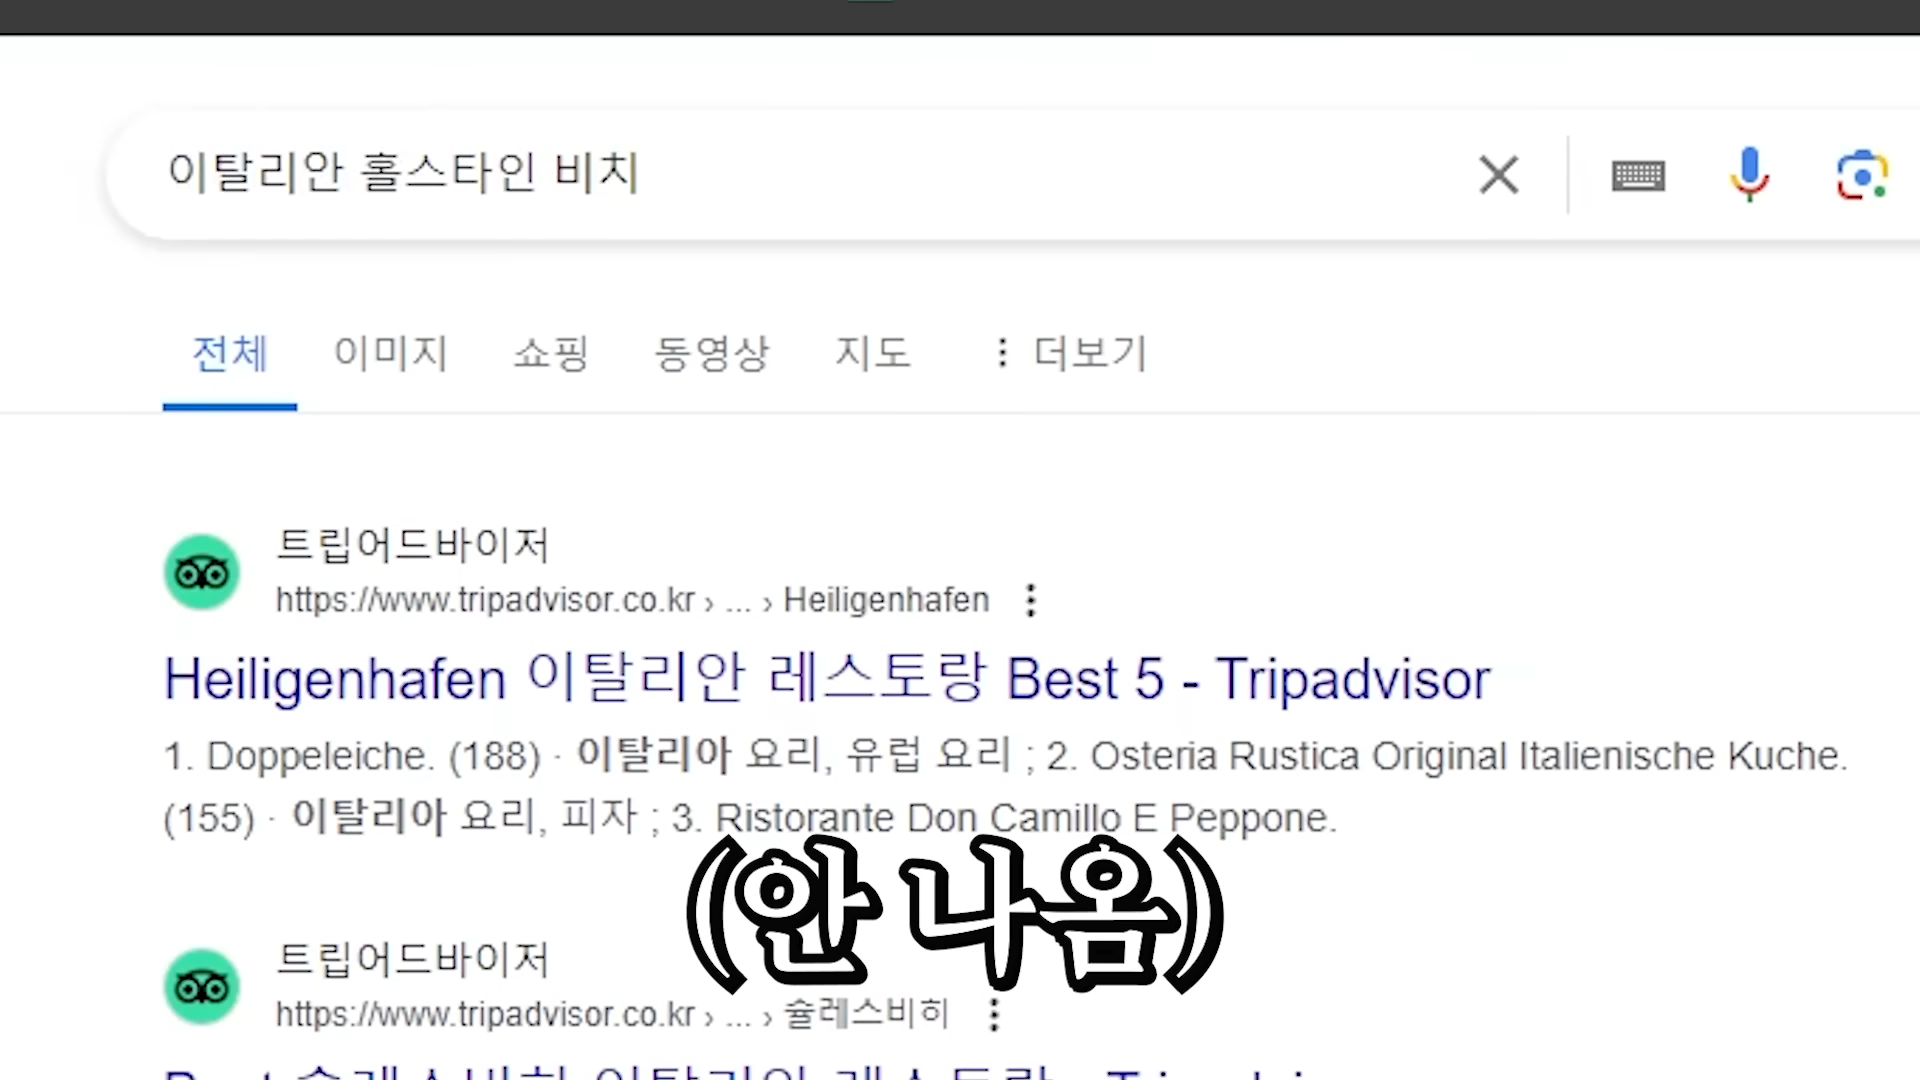 이탈리안 홀스타인 비치
전체 이미지 쇼핑 동영상 지도 더보기
트립어드바이저
https://www.tripadvisor.co.kr › ... › Heiligenhafen
Heiligenhafen 이탈리안 레스토랑 Best 5 - Tripadvisor
1. Doppeleiche. (188) · 이탈리아 요리, 유럽 요리 ; 2. Osteria Rustica Original Italienische Kuche.
(155) · 이탈리아 요리, 피자 ; 3. Ristorante Don Camillo E Peppone.
(안 나옴)
트립어드바이저
https://www.tripadvisor.co.kr › ... › 슐레스비히